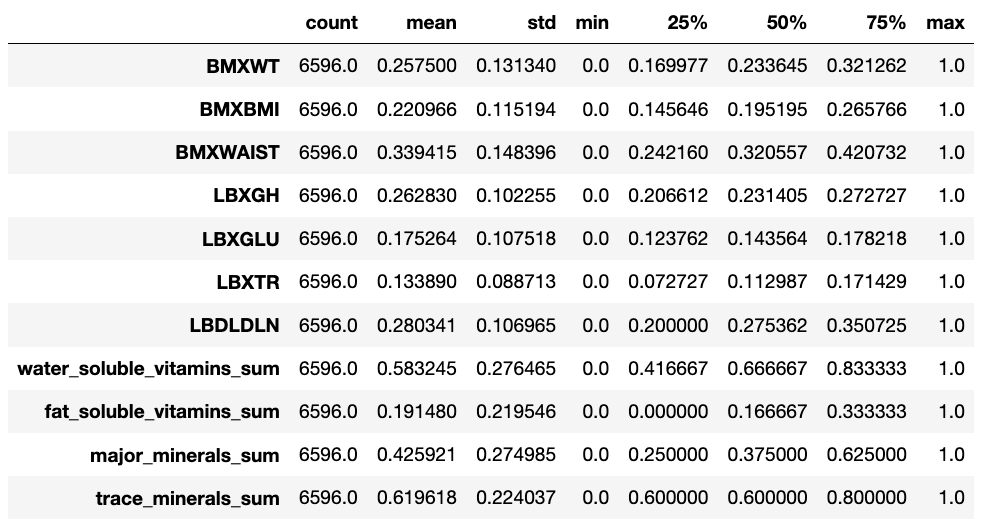 count mean std min 25% 50% 75% max
BMXWT 6596.0 0.257500 0.131340 0.0 0.169977 0.233645 0.321262 1.0
BMXBMI 6596.0 0.220966 0.115194 0.0 0.145646 0.195195 0.265766 1.0
BMXWAIST 6596.0 0.339415 0.148396 0.0 0.242160 0.320557 0.420732 1.0
LBXGH 6596.0 0.262830 0.102255 0.0 0.206612 0.231405 0.272727 1.0
LBXGLU 6596.0 0.175264 0.107518 0.0 0.123762 0.143564 0.178218 1.0
LBXTR 6596.0 0.133890 0.088713 0.0 0.072727 0.112987 0.171429 1.0
LBDLDLN 6596.0 0.280341 0.106965 0.0 0.200000 0.275362 0.350725 1.0
water_soluble_vitamins_sum 6596.0 0.583245 0.276465 0.0 0.416667 0.666667 0.833333 1.0
fat_soluble_vitamins_sum 6596.0 0.191480 0.219546 0.0 0.000000 0.166667 0.333333 1.0
major_minerals_sum 6596.0 0.425921 0.274985 0.0 0.250000 0.375000 0.625000 1.0
trace_minerals_sum 6596.0 0.619618 0.224037 0.0 0.600000 0.600000 0.800000 1.0